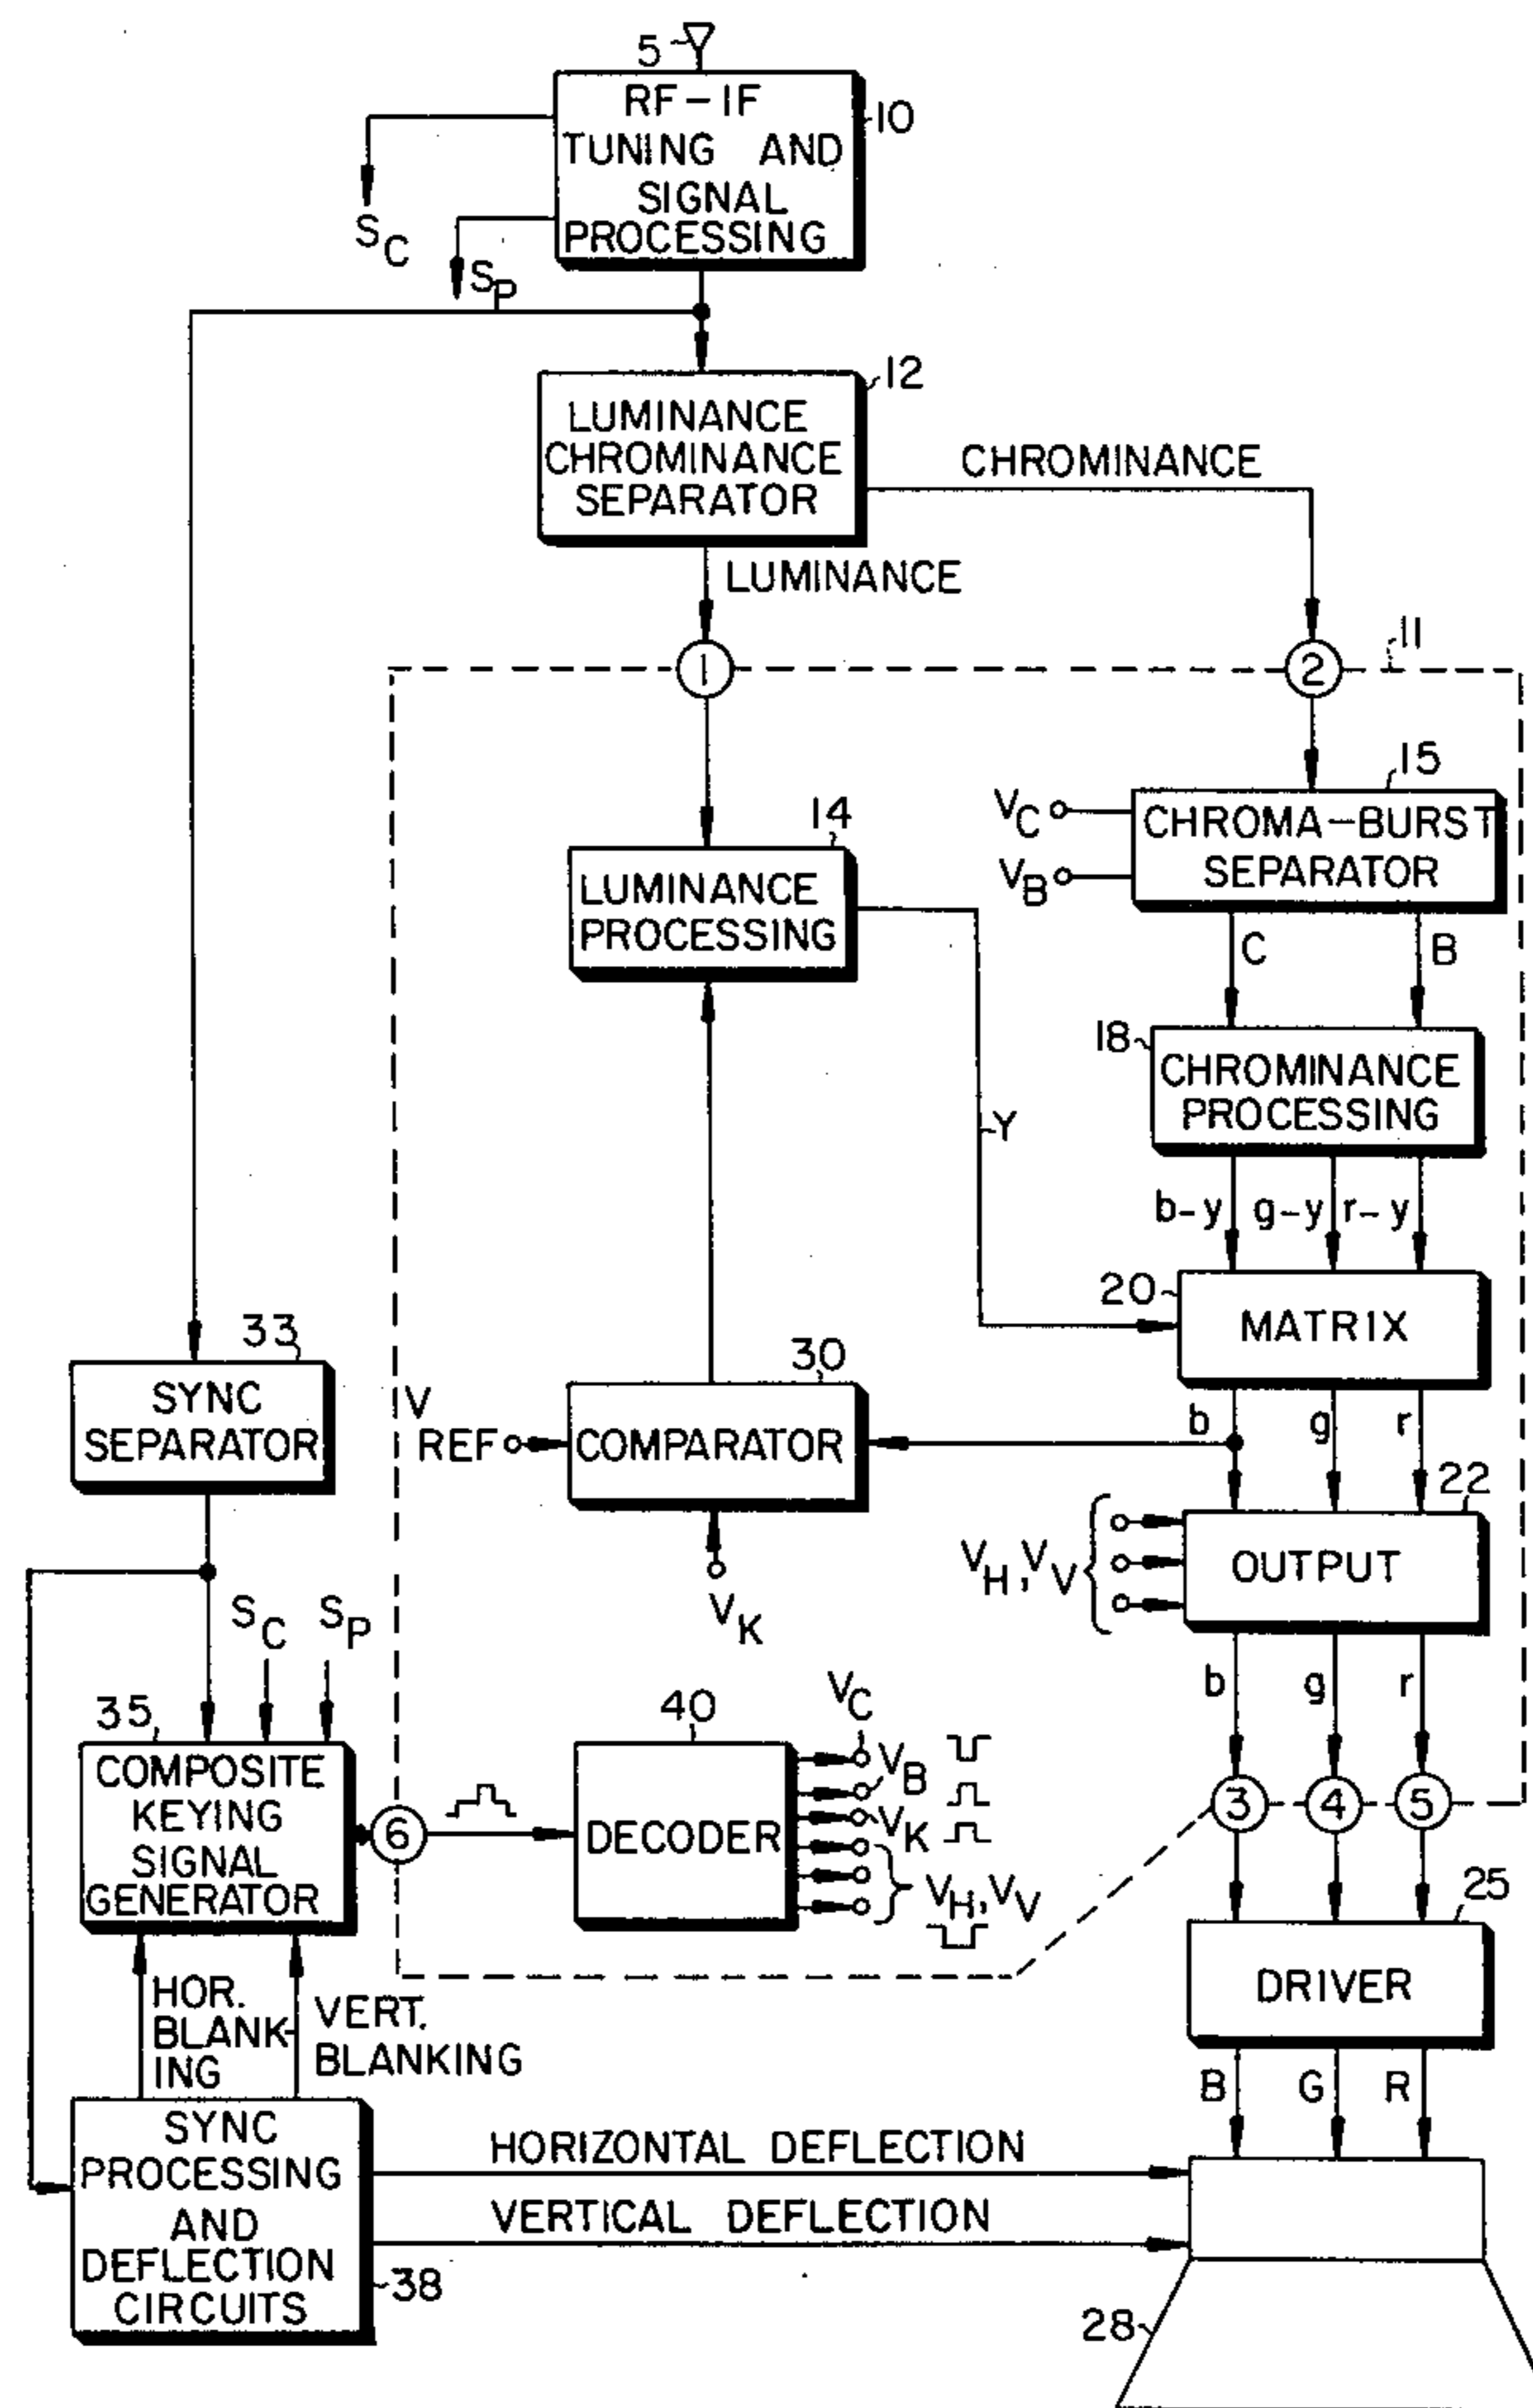 5
RF-IF
TUNING AND
SIGNAL
PROCESSING
10
SC
SP
12
LUMINANCE
CHROMINANCE
SEPARATOR
CHROMINANCE
LUMINANCE
1
2
11
15
VC
VB
CHROMA-BURST
SEPARATOR
14
LUMINANCE
PROCESSING
C
B
18
CHROMINANCE
PROCESSING
Y
b-y g-y r-y
20
MATRIX
33
SYNC
SEPARATOR
30
V
REF
COMPARATOR
b g r
22
VH, VV
OUTPUT
VK
SC SP
b g r
35
COMPOSITE
KEYING
SIGNAL
GENERATOR
6
40
DECODER
VC
VB
VK
VH, VV
3 4 5
25
DRIVER
HOR.
BLANK-
ING
VERT.
BLANKING
B G R
SYNC
PROCESSING
AND
DEFLECTION
CIRCUITS
38
HORIZONTAL DEFLECTION
VERTICAL DEFLECTION
28